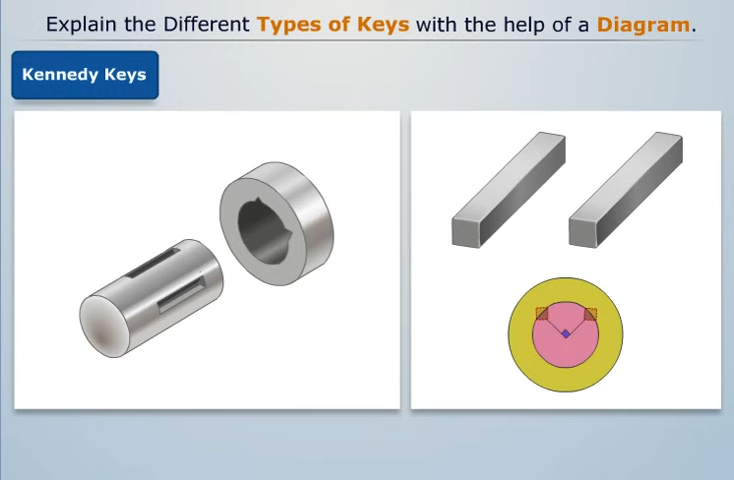 Explain the Different Types of Keys with the help of a Diagram.
Kennedy Keys